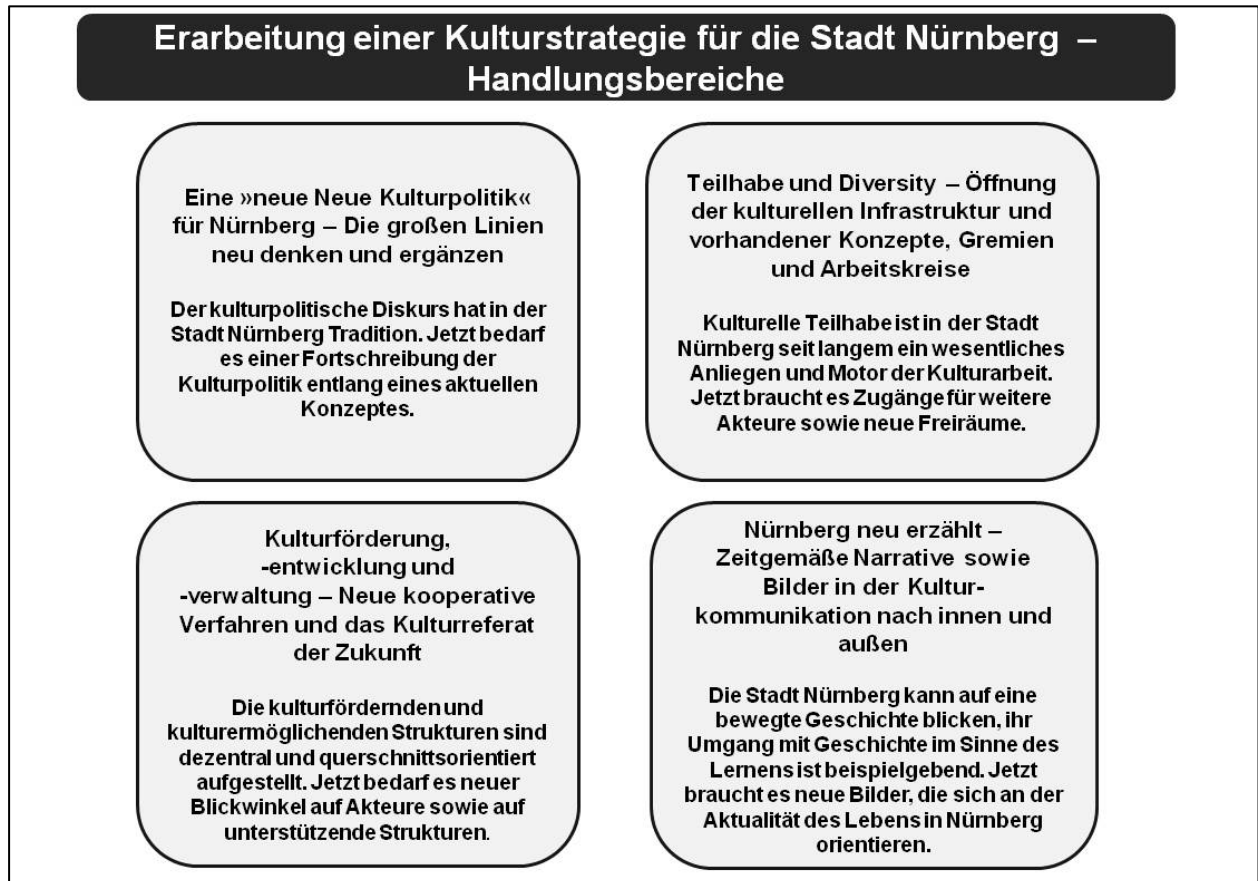 Erarbeitung einer Kulturstrategie für die Stadt Nürnberg –
Handlungsbereiche
Eine »neue Neue Kulturpolitik«
für Nürnberg – Die großen Linien
neu denken und ergänzen
Der kulturpolitische Diskurs hat in der
Stadt Nürnberg Tradition. Jetzt bedarf
es einer Fortschreibung der
Kulturpolitik entlang eines aktuellen
Konzeptes.
Teilhabe und Diversity – Öffnung
der kulturellen Infrastruktur und
vorhandener Konzepte, Gremien
und Arbeitskreise
Kulturelle Teilhabe ist in der Stadt
Nürnberg seit langem ein wesentliches
Anliegen und Motor der Kulturarbeit.
Jetzt braucht es Zugänge für weitere
Akteure sowie neue Freiräume.
Kulturförderung,
-entwicklung und
-verwaltung – Neue kooperative
Verfahren und das Kulturreferat
der Zukunft
Die kulturfördernden und
kulturermöglichenden Strukturen sind
dezentral und querschnittsorientiert
aufgestellt. Jetzt bedarf es neuer
Blickwinkel auf Akteure sowie auf
unterstützende Strukturen.
Nürnberg neu erzählt –
Zeitgemäße Narrative sowie
Bilder in der Kultur-
kommunikation nach innen und
außen
Die Stadt Nürnberg kann auf eine
bewegte Geschichte blicken, ihr
Umgang mit Geschichte im Sinne des
Lernens ist beispielgebend. Jetzt
braucht es neue Bilder, die sich an der
Aktualität des Lebens in Nürnberg
orientieren.